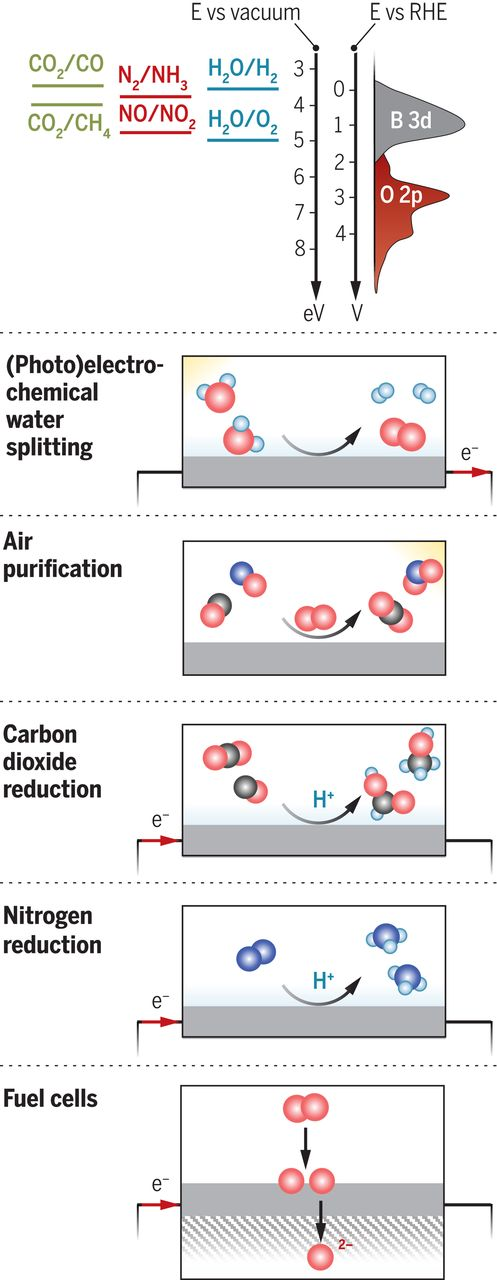 E vs vacuum E vs RHE
CO₂/CO
N₂/NH₃
H₂O/H₂
CO₂/CH₄
NO/NO₂
H₂O/O₂
3
4
5
6
7
8
eV
0
1
2
3
4
V
B 3d
O 2p
(Photo)electro-
chemical
water
splitting
e⁻
Air
purification
Carbon
dioxide
reduction
H⁺
e⁻
Nitrogen
reduction
H⁺
e⁻
Fuel cells
e⁻
2−